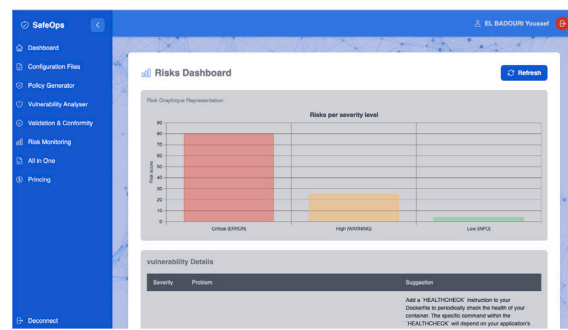 SafeOps
EL BADOURI Youssef
Dashboard
Configuration Files
Policy Generator
Vulnerability Analyser
Validation & Conformity
Risk Monitoring
All in One
Princing
Deconnect
Risks Dashboard
Refresh
Risk Graphique Representation :
Risks per severity level
Risk score
90
80
70
60
50
40
30
20
10
0
Critical (ERROR)
High (WARNING)
Low (INFO)
vulnerability Details
Severity Problem Suggestion
Add a `HEALTHCHECK` instruction to your
Dockerfile to periodically check the health of your
container. The specific command within the
`HEALTHCHECK` will depend on your application's